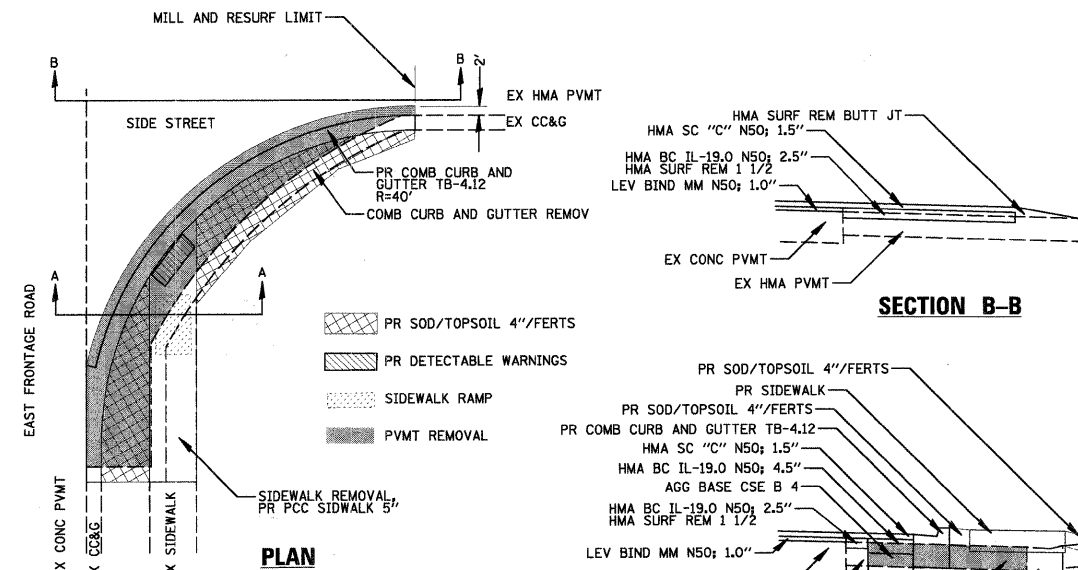 MILL AND RESURF LIMIT
B
B
2'
EX HMA PVMT
SIDE STREET
EX CC&G
PR COMB CURB AND
GUTTER TB-4.12
R=40'
COMB CURB AND GUTTER REMOV
A
A
EAST FRONTAGE ROAD
PR SOD/TOPSOIL 4"/FERTS
PR DETECTABLE WARNINGS
SIDEWALK RAMP
PVMT REMOVAL
SIDEWALK REMOVAL,
PR PCC SIDWALK 5"
CONC PVMT
CC&G
SIDEWALK
PLAN
HMA SURF REM BUTT JT
HMA SC "C" N50; 1.5"
HMA BC IL-19.0 N50; 2.5"
HMA SURF REM 1 1/2
LEV BIND MM N50; 1.0"
EX CONC PVMT
EX HMA PVMT
SECTION B-B
PR SOD/TOPSOIL 4"/FERTS
PR SIDEWALK
PR SOD/TOPSOIL 4"/FERTS
PR COMB CURB AND GUTTER TB-4.12
HMA SC "C" N50; 1.5"
HMA BC IL-19.0 N50; 4.5"
AGG BASE CSE B 4
HMA BC IL-19.0 N50; 2.5"
HMA SURF REM 1 1/2
LEV BIND MM N50; 1.0"